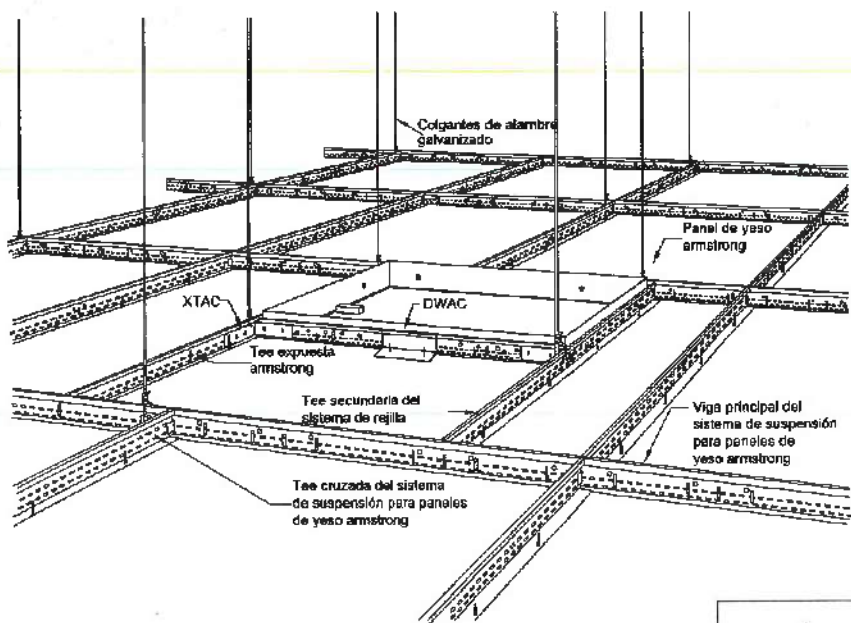 Colgantes de alambre
galvanizado
Panel de yeso
armstrong
XTAC
DWAC
Tee expuesta
armstrong
Tee secundaria del
sistema de rejilla
Viga principal del
sistema de suspensión
para paneles de
yeso armstrong
Tee cruzada del sistema
de suspensión para paneles
de yeso armstrong